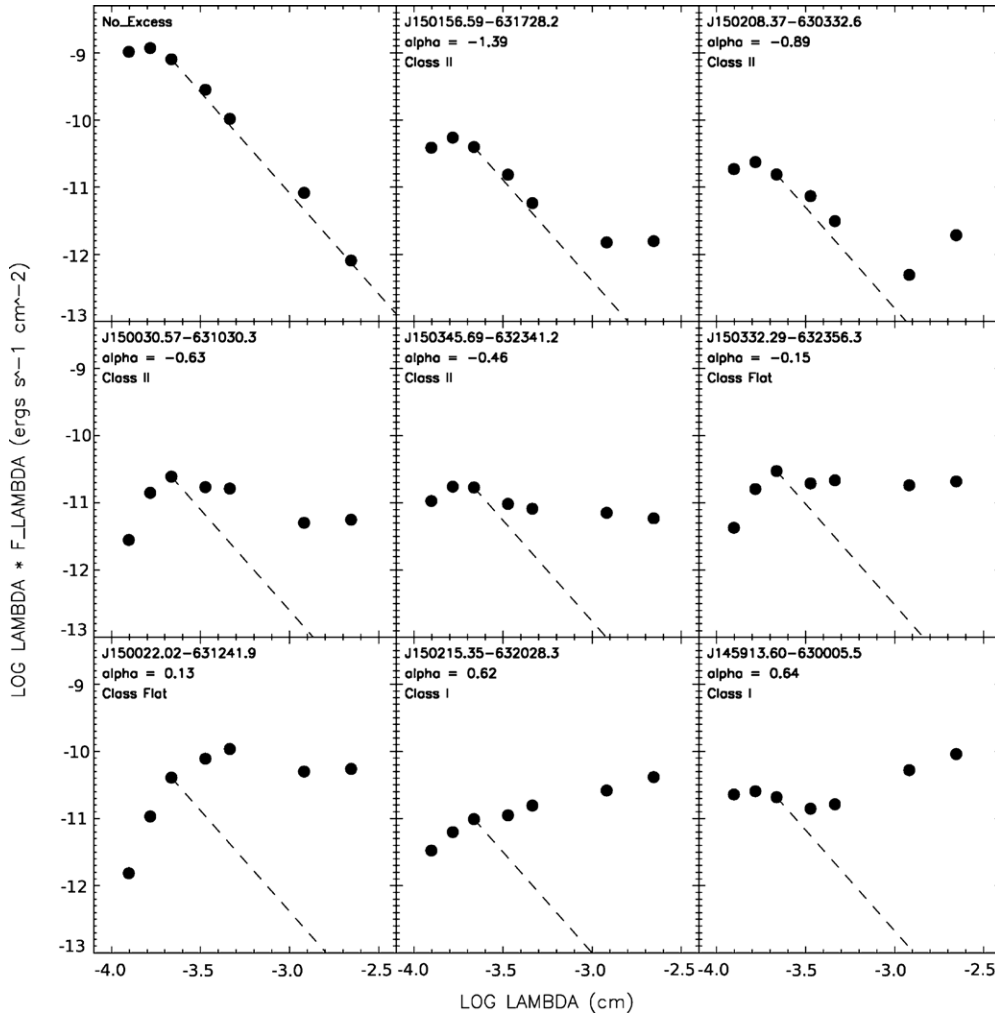 No_Excess
J150156.59-631728.2
alpha = -1.39
Class II
J150208.37-630332.6
alpha = -0.89
Class II
-9
-10
-11
-12
-13
J150030.57-631030.3
alpha = -0.63
Class II
J150345.69-632341.2
alpha = -0.46
Class II
J150332.29-632356.3
alpha = -0.15
Class Flat
-9
-10
-11
-12
-13
J150022.02-631241.9
alpha = 0.13
Class Flat
J150215.35-632028.3
alpha = 0.62
Class I
J145913.60-630005.5
alpha = 0.64
Class I
-9
-10
-11
-12
-13
-4.0 -3.5 -3.0 -2.5-4.0 -3.5 -3.0 -2.5-4.0 -3.5 -3.0 -2.5
LOG LAMBDA (cm)
LOG LAMBDA * F_LAMBDA (ergs s^-1 cm^-2)